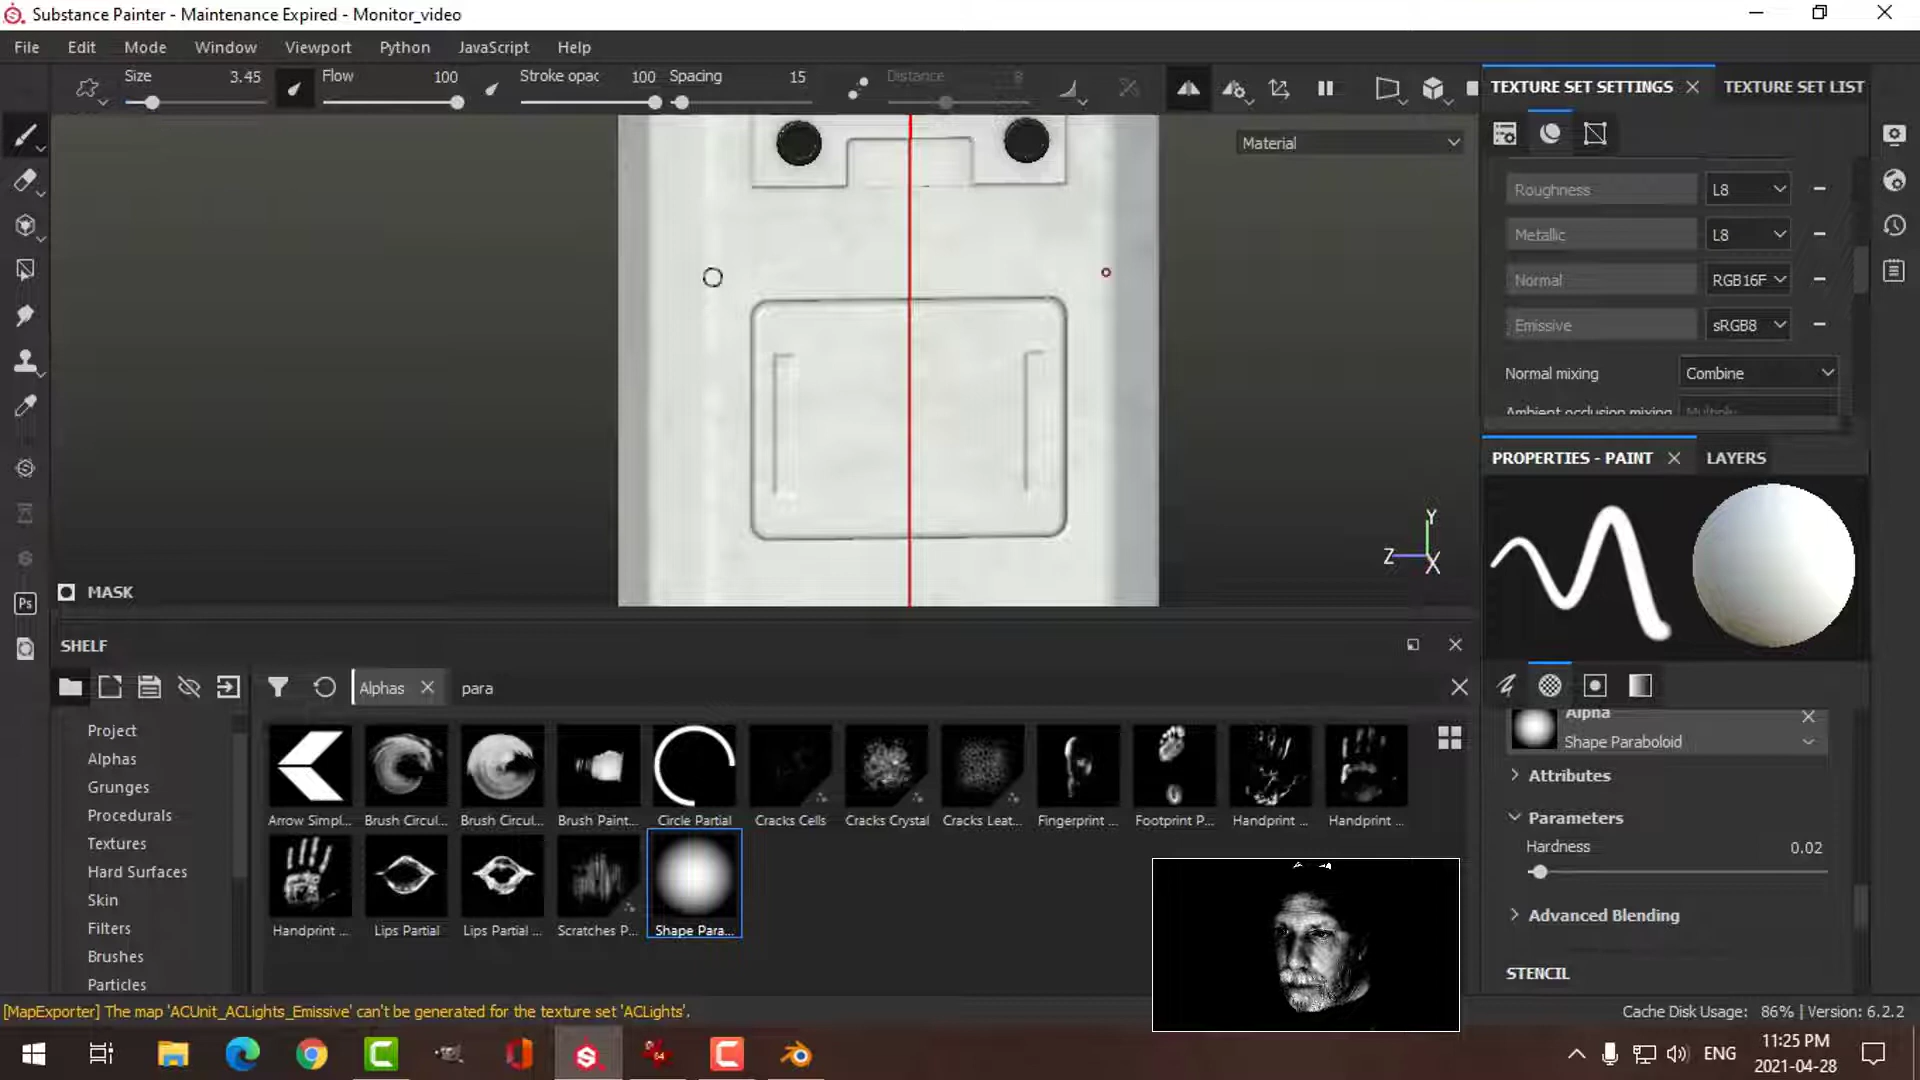 Substance Painter - Maintenance Expired - Monitor_video
File Edit Mode Window Viewport Python JavaScript Help
Size 3.45 Flow 100 Stroke opac 100 Spacing 15 Distance 8
TEXTURE SET SETTINGS TEXTURE SET LIST
Material
Roughness L8
Metallic L8
Normal RGB16F
Emissive sRGB8
Normal mixing Combine
Ambient occlusion mixing Multiply
PROPERTIES - PAINT LAYERS
Y
Z X
MASK
Ps
SHELF
Alphas para
Project
Alphas
Grunges
Procedurals
Textures
Hard Surfaces
Skin
Filters
Brushes
Particles
Arrow Simpl... Brush Circul... Brush Circul... Brush Paint... Circle Partial Cracks Cells Cracks Crystal Cracks Leat... Fingerprint ... Footprint P... Handprint ... Handprint ...
Handprint ... Lips Partial Lips Partial ... Scratches P... Shape Para...
Alpha
Shape Paraboloid
Attributes
Parameters
Hardness 0.02
Advanced Blending
STENCIL
[MapExporter] The map 'ACUnit_ACLights_Emissive' can't be generated for the texture set 'ACLights'.
Cache Disk Usage: 86% | Version: 6.2.2
ENG
11:25 PM
2021-04-28